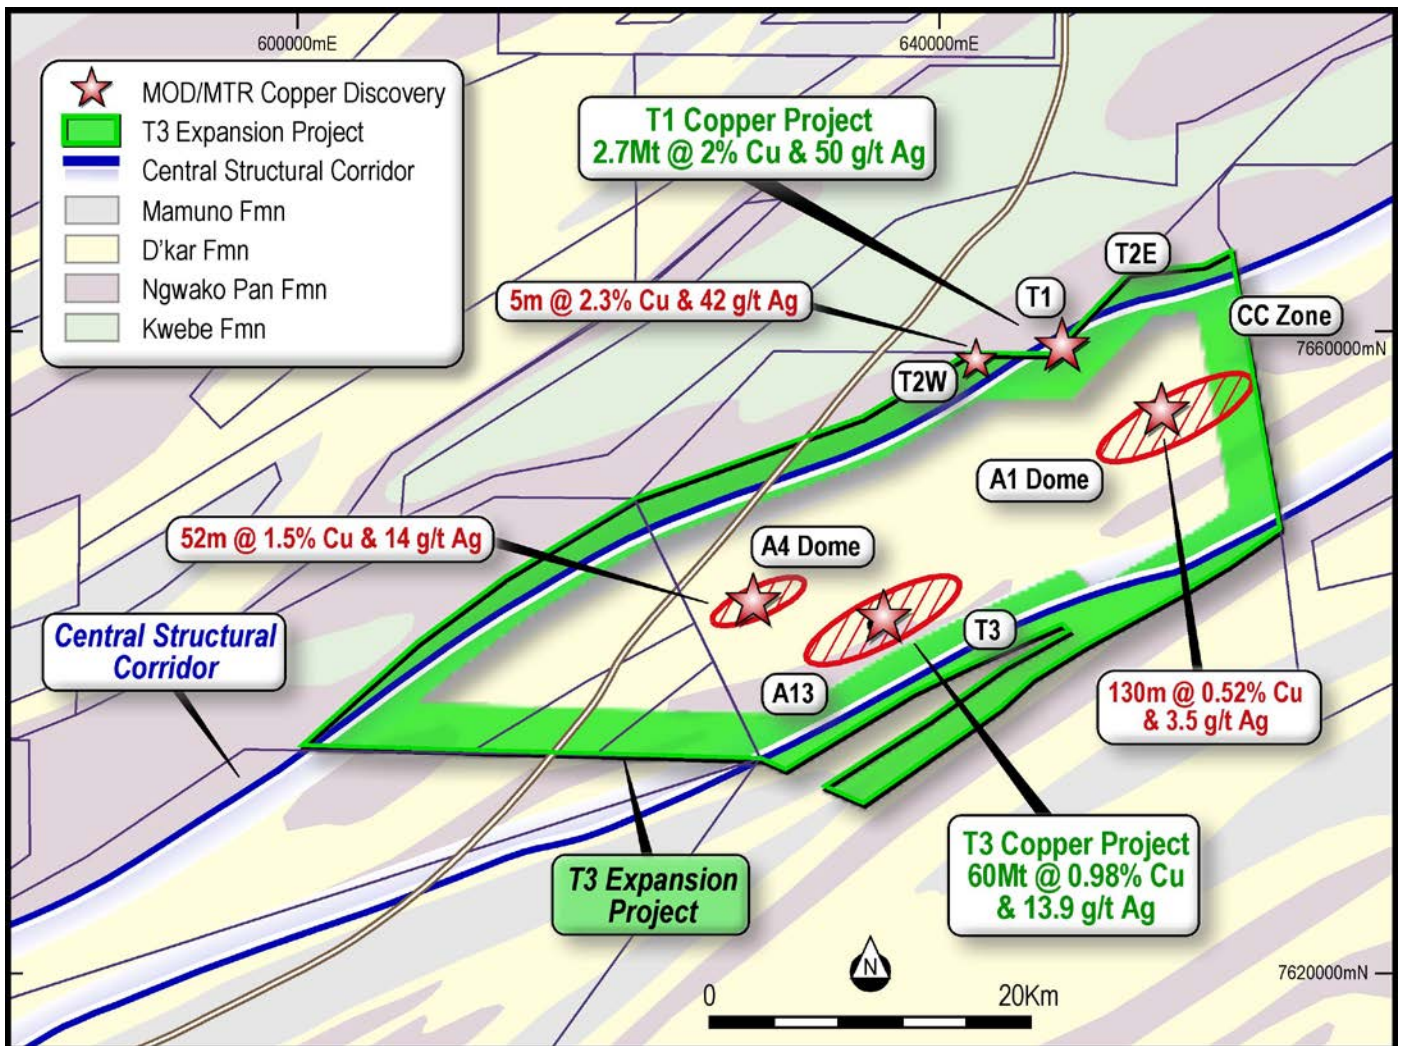 600000mE
640000mE
MOD/MTR Copper Discovery
T3 Expansion Project
Central Structural Corridor
Mamuno Fmn
D'kar Fmn
Ngwako Pan Fmn
Kwebe Fmn
T1 Copper Project
2.7Mt @ 2% Cu & 50 g/t Ag
T2E
5m @ 2.3% Cu & 42 g/t Ag
T1
CC Zone
7660000mN
T2W
A1 Dome
52m @ 1.5% Cu & 14 g/t Ag
A4 Dome
T3
Central Structural
Corridor
A13
130m @ 0.52% Cu
& 3.5 g/t Ag
T3 Copper Project
60Mt @ 0.98% Cu
& 13.9 g/t Ag
T3 Expansion
Project
N
7620000mN
0
20Km